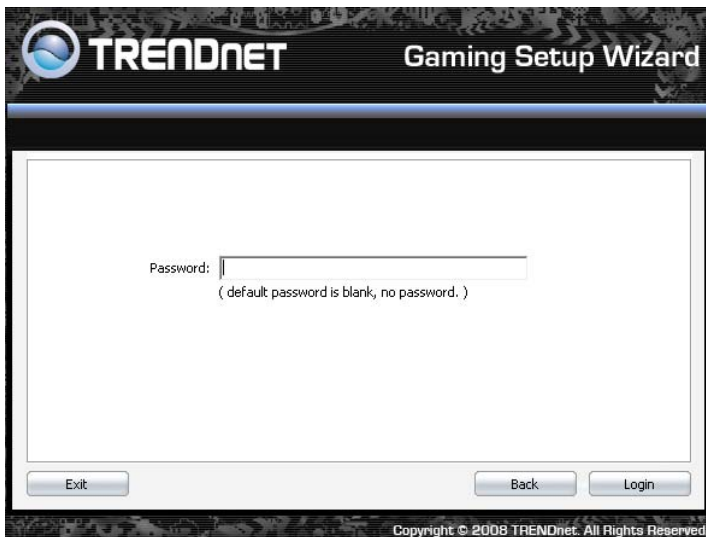 TRENDnet
Gaming Setup Wizard
Password:
( default password is blank, no password. )
Exit
Back
Login
Copyright © 2008 TRENDnet. All Rights Reserved